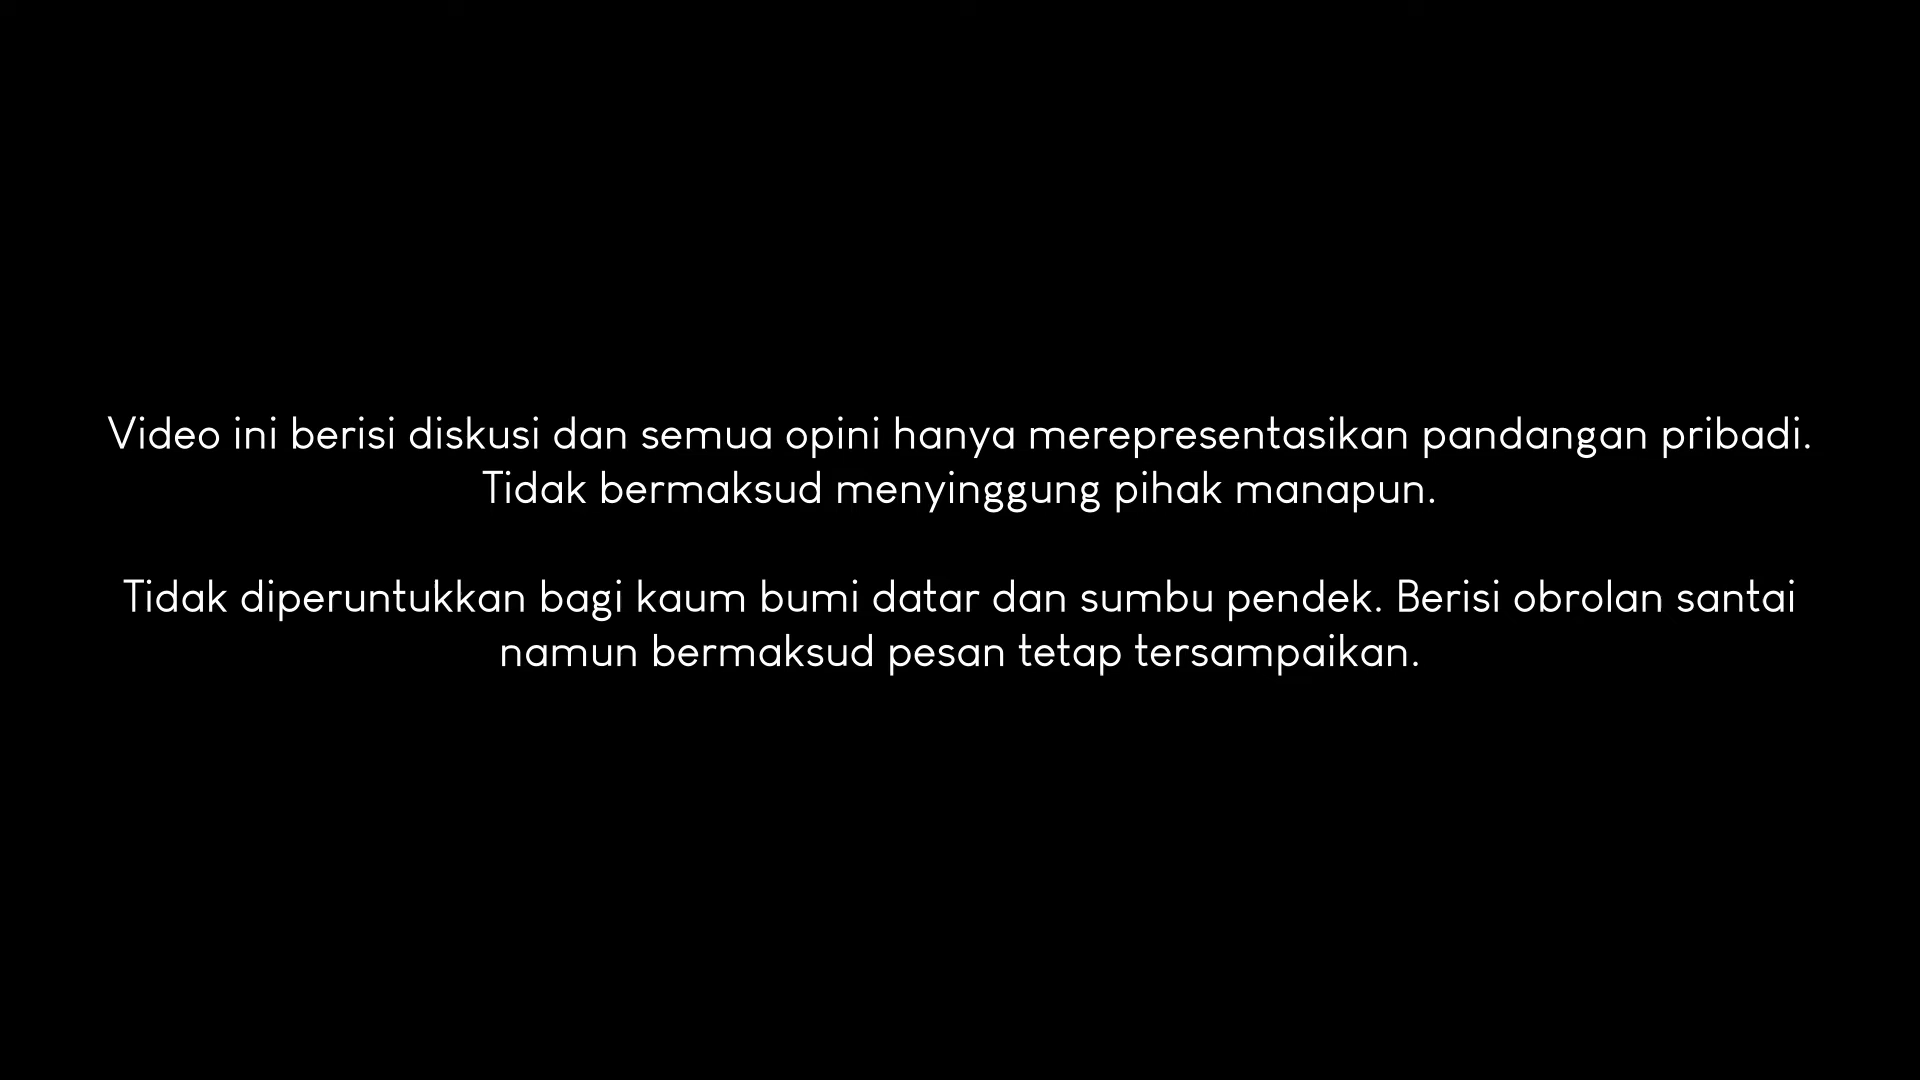 Video ini berisi diskusi dan semua opini hanya merepresentasikan pandangan pribadi.
Tidak bermaksud menyinggung pihak manapun.
Tidak diperuntukkan bagi kaum bumi datar dan sumbu pendek. Berisi obrolan santai
namun bermaksud pesan tetap tersampaikan.